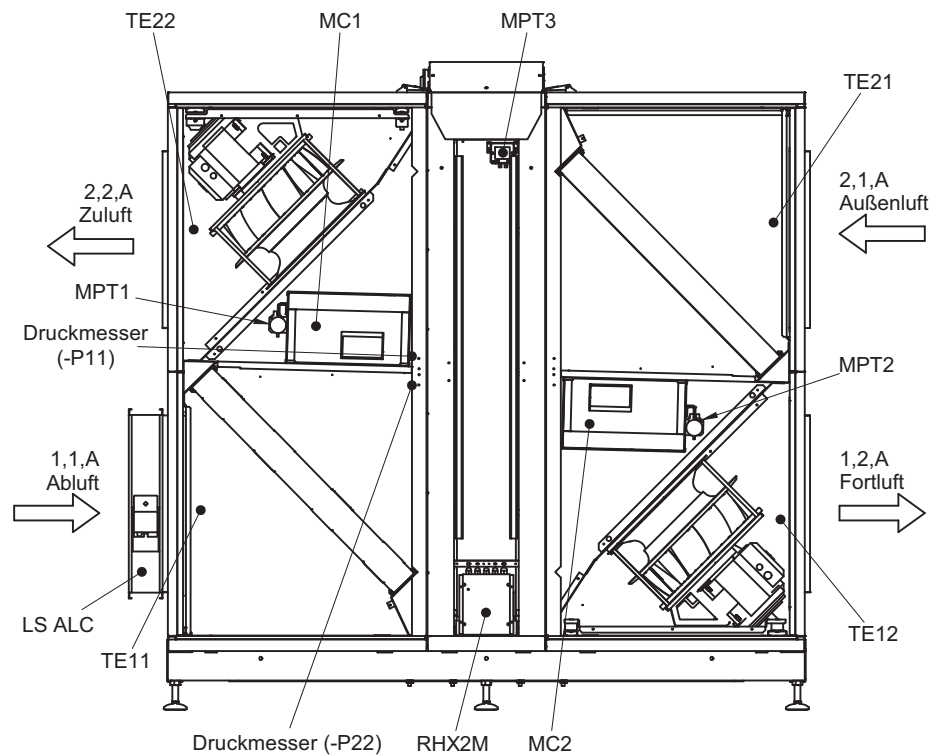 TE22
MC1
MPT3
TE21
2,2,A
Zuluft
2,1,A
Außenluft
MPT1
Druckmesser
(-P11)
MPT2
1,1,A
Abluft
1,2,A
Fortluft
LS ALC
TE11
TE12
Druckmesser (-P22)
RHX2M
MC2